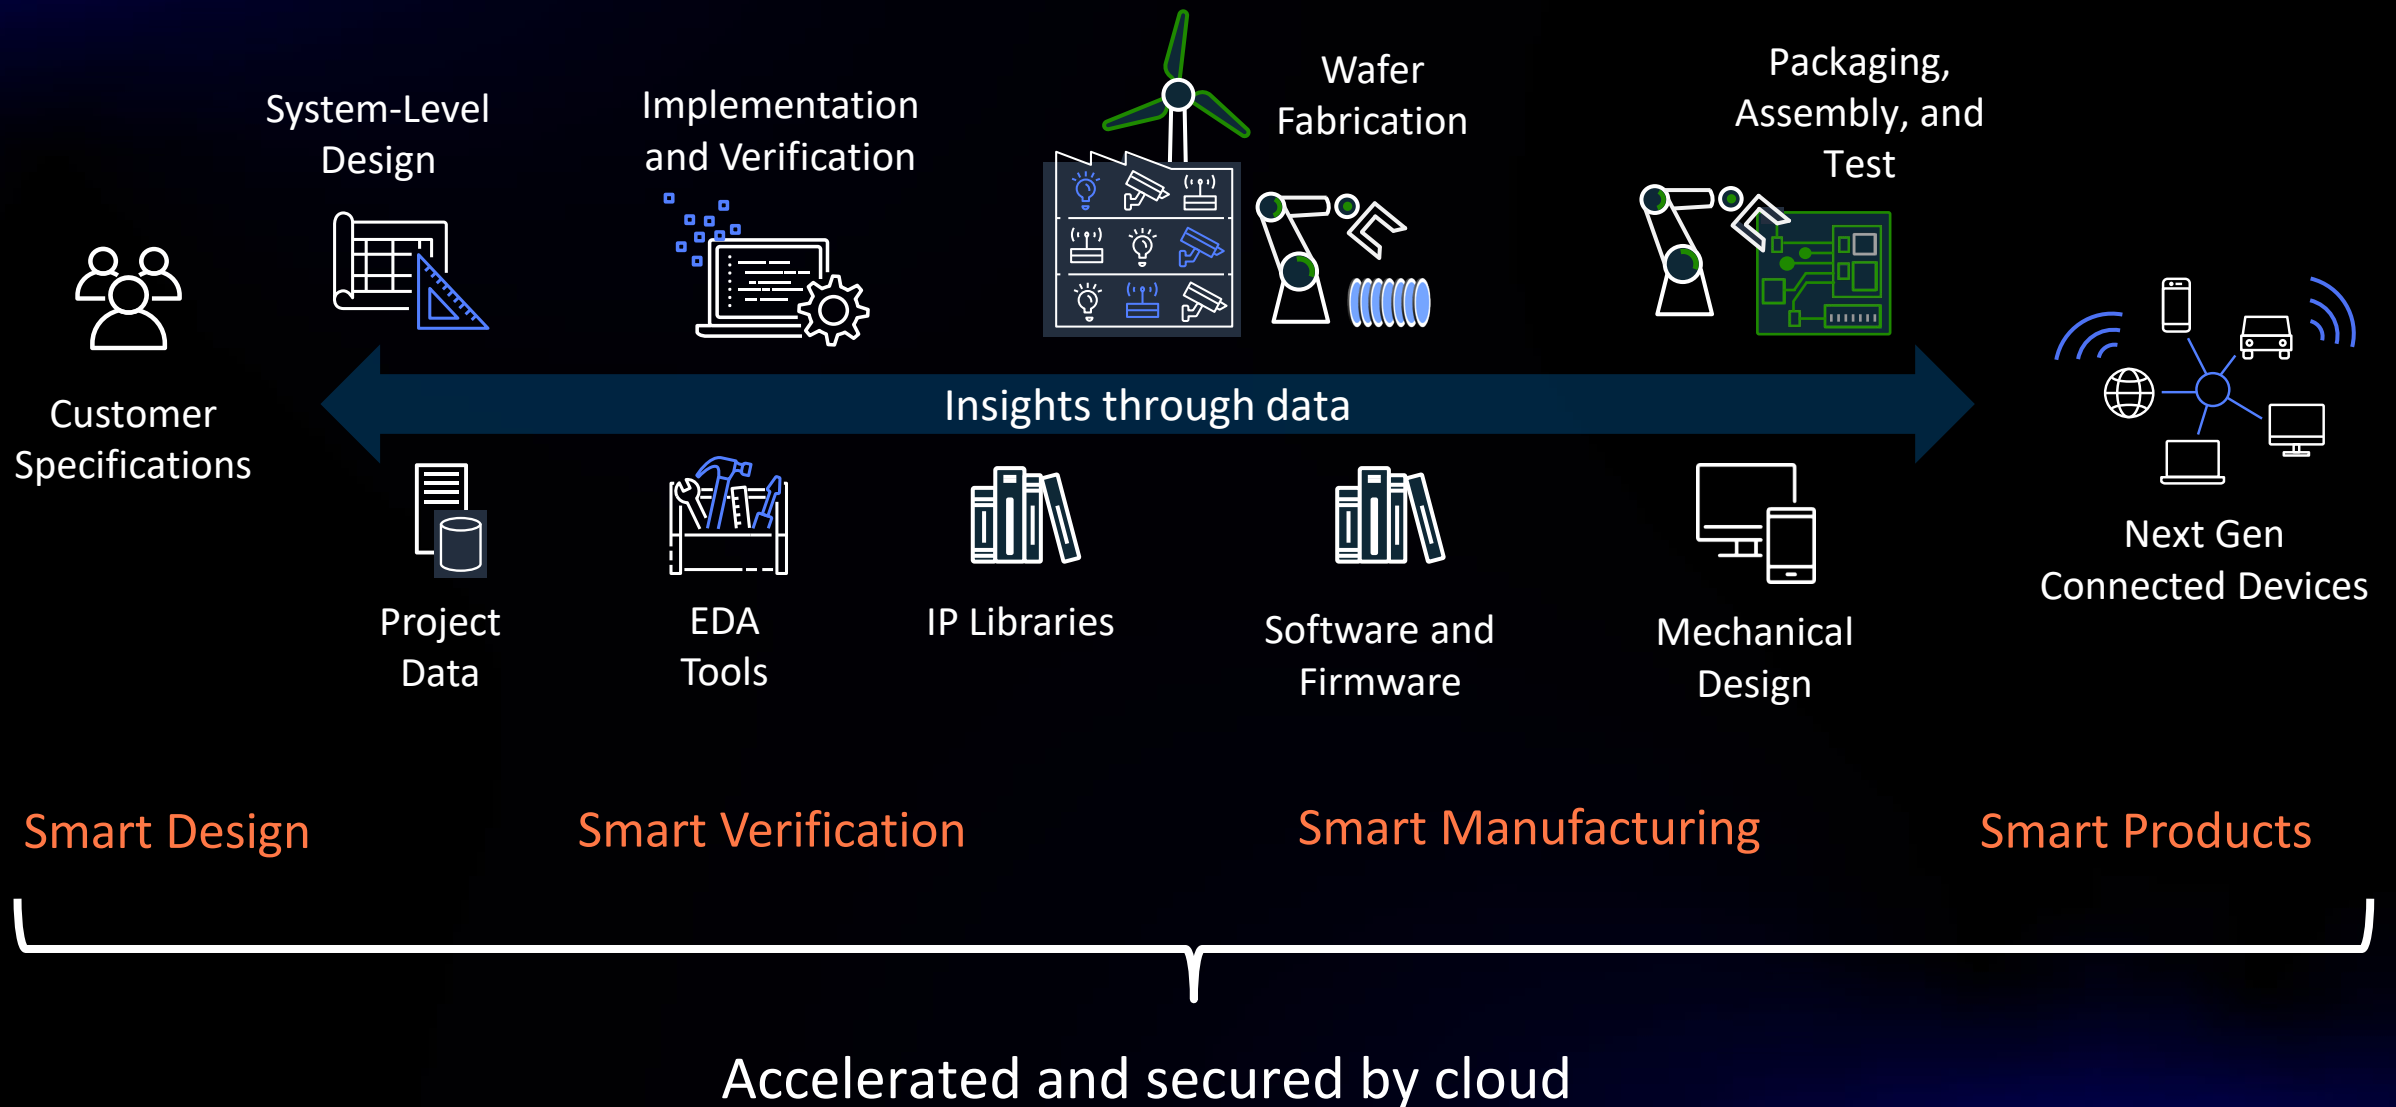 System-Level
Design
Implementation
and Verification
Wafer
Fabrication
Packaging,
Assembly, and
Test
Customer
Specifications
Insights through data
Next Gen
Connected Devices
Project
Data
EDA
Tools
IP Libraries
Software and
Firmware
Mechanical
Design
Smart Design
Smart Verification
Smart Manufacturing
Smart Products
Accelerated and secured by cloud